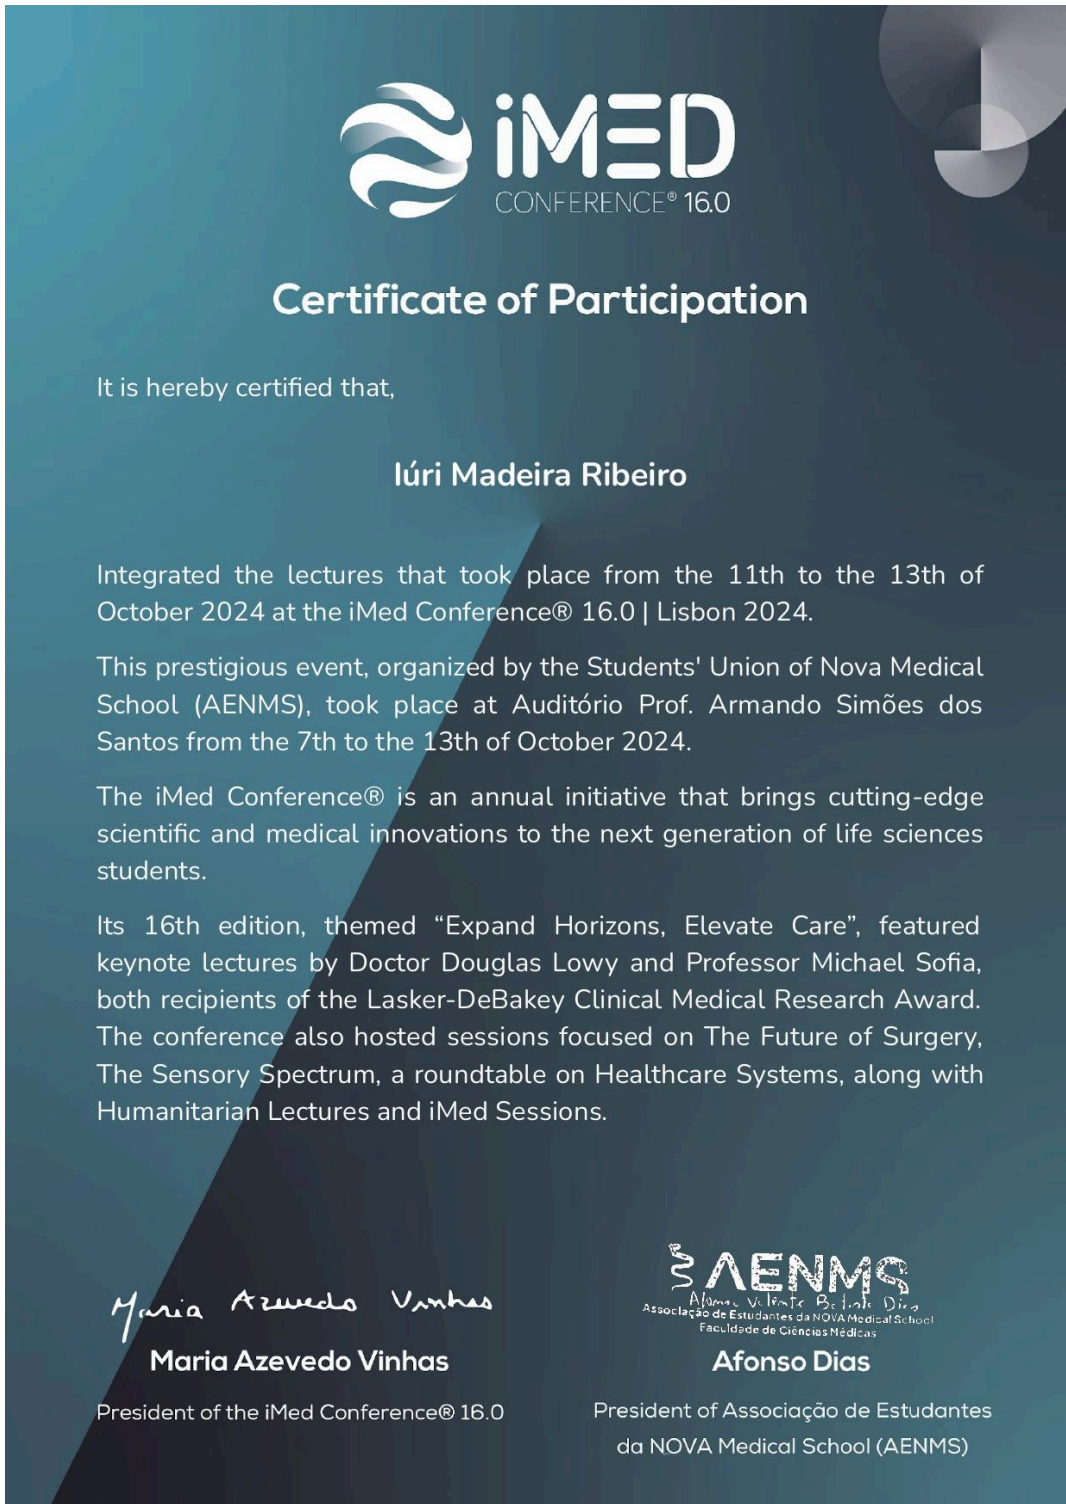 iMED
CONFERENCE® 16.0
Certificate of Participation
It is hereby certified that,
Iúri Madeira Ribeiro
Integrated the lectures that took place from the 11th to the 13th of
October 2024 at the iMed Conference® 16.0 | Lisbon 2024.
This prestigious event, organized by the Students' Union of Nova Medical
School (AENMS), took place at Auditório Prof. Armando Simões dos
Santos from the 7th to the 13th of October 2024.
The iMed Conference® is an annual initiative that brings cutting-edge
scientific and medical innovations to the next generation of life sciences
students.
Its 16th edition, themed “Expand Horizons, Elevate Care”, featured
keynote lectures by Doctor Douglas Lowy and Professor Michael Sofia,
both recipients of the Lasker-DeBakey Clinical Medical Research Award.
The conference also hosted sessions focused on The Future of Surgery,
The Sensory Spectrum, a roundtable on Healthcare Systems, along with
Humanitarian Lectures and iMed Sessions.
Maria Azevedo Vinhas
Maria Azevedo Vinhas
President of the iMed Conference® 16.0
AENMS
Afonso Valente Batista Dias
Associação de Estudantes da NOVA Medical School
Faculdade de Ciências Médicas
Afonso Dias
President of Associação de Estudantes
da NOVA Medical School (AENMS)